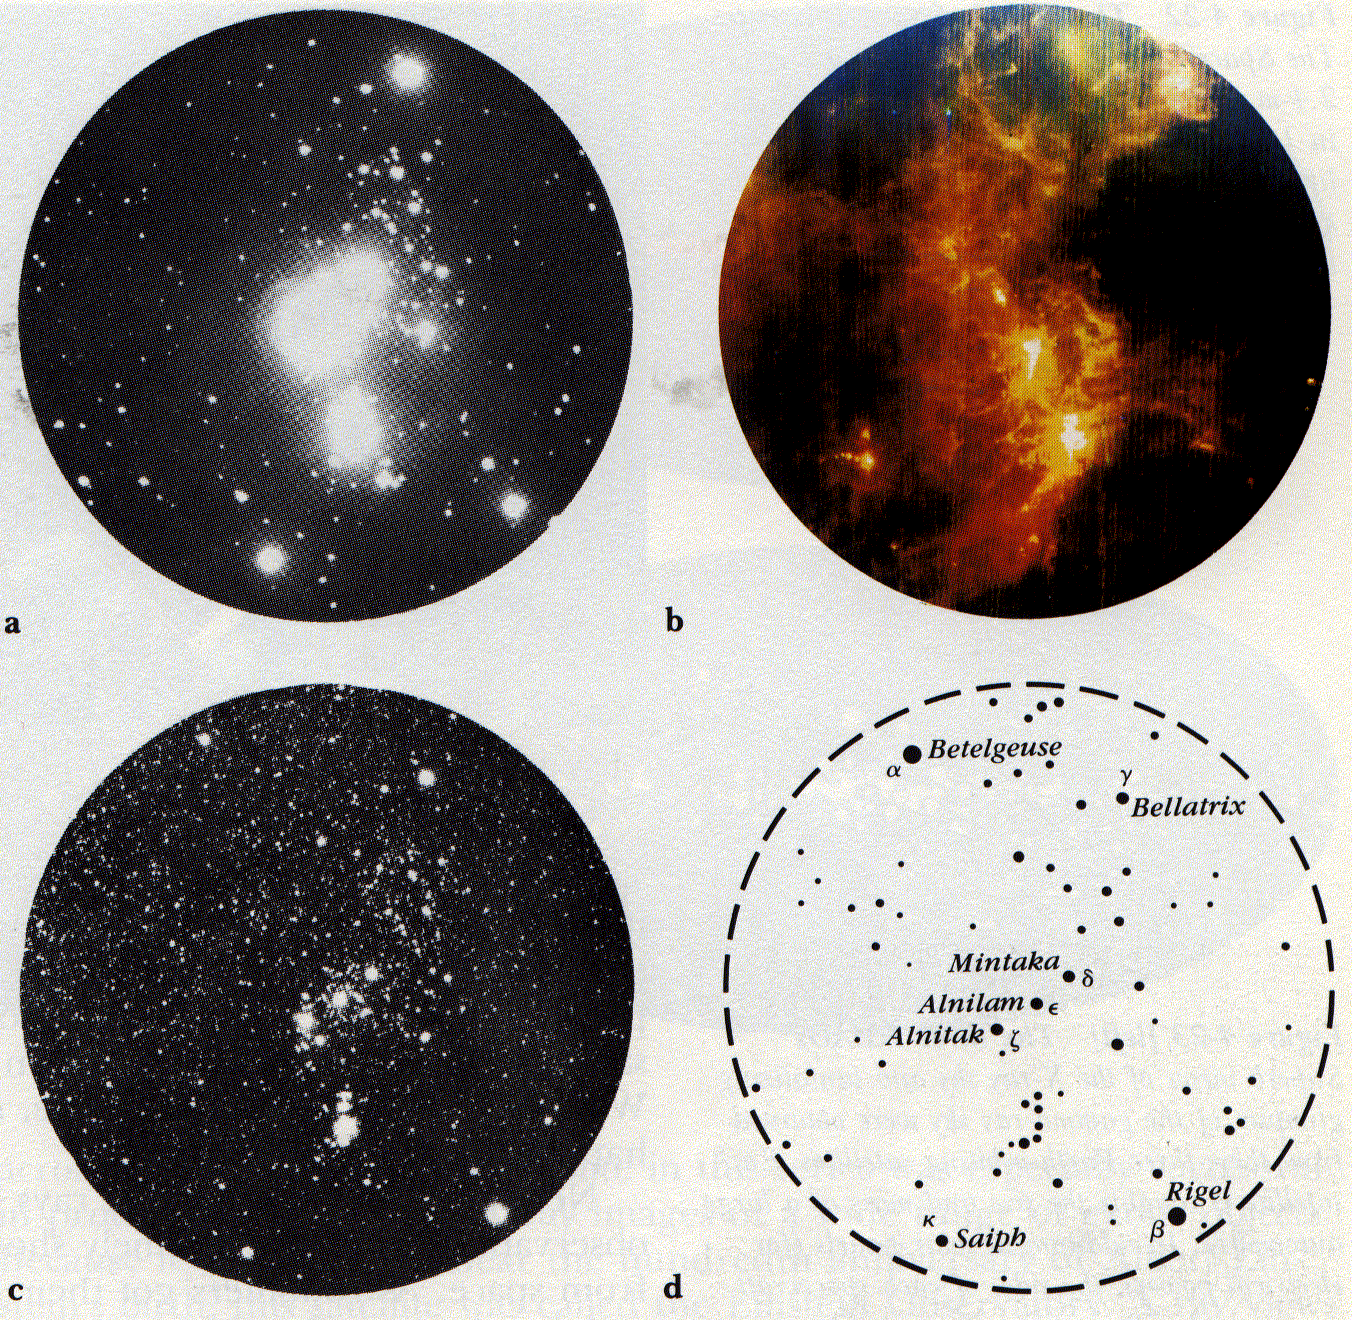 a
b
α Betelgeuse
γ
Bellatrix
Mintaka δ
Alnilam ϵ
Alnitak ζ
Rigel
β
κ
Saiph
c
d